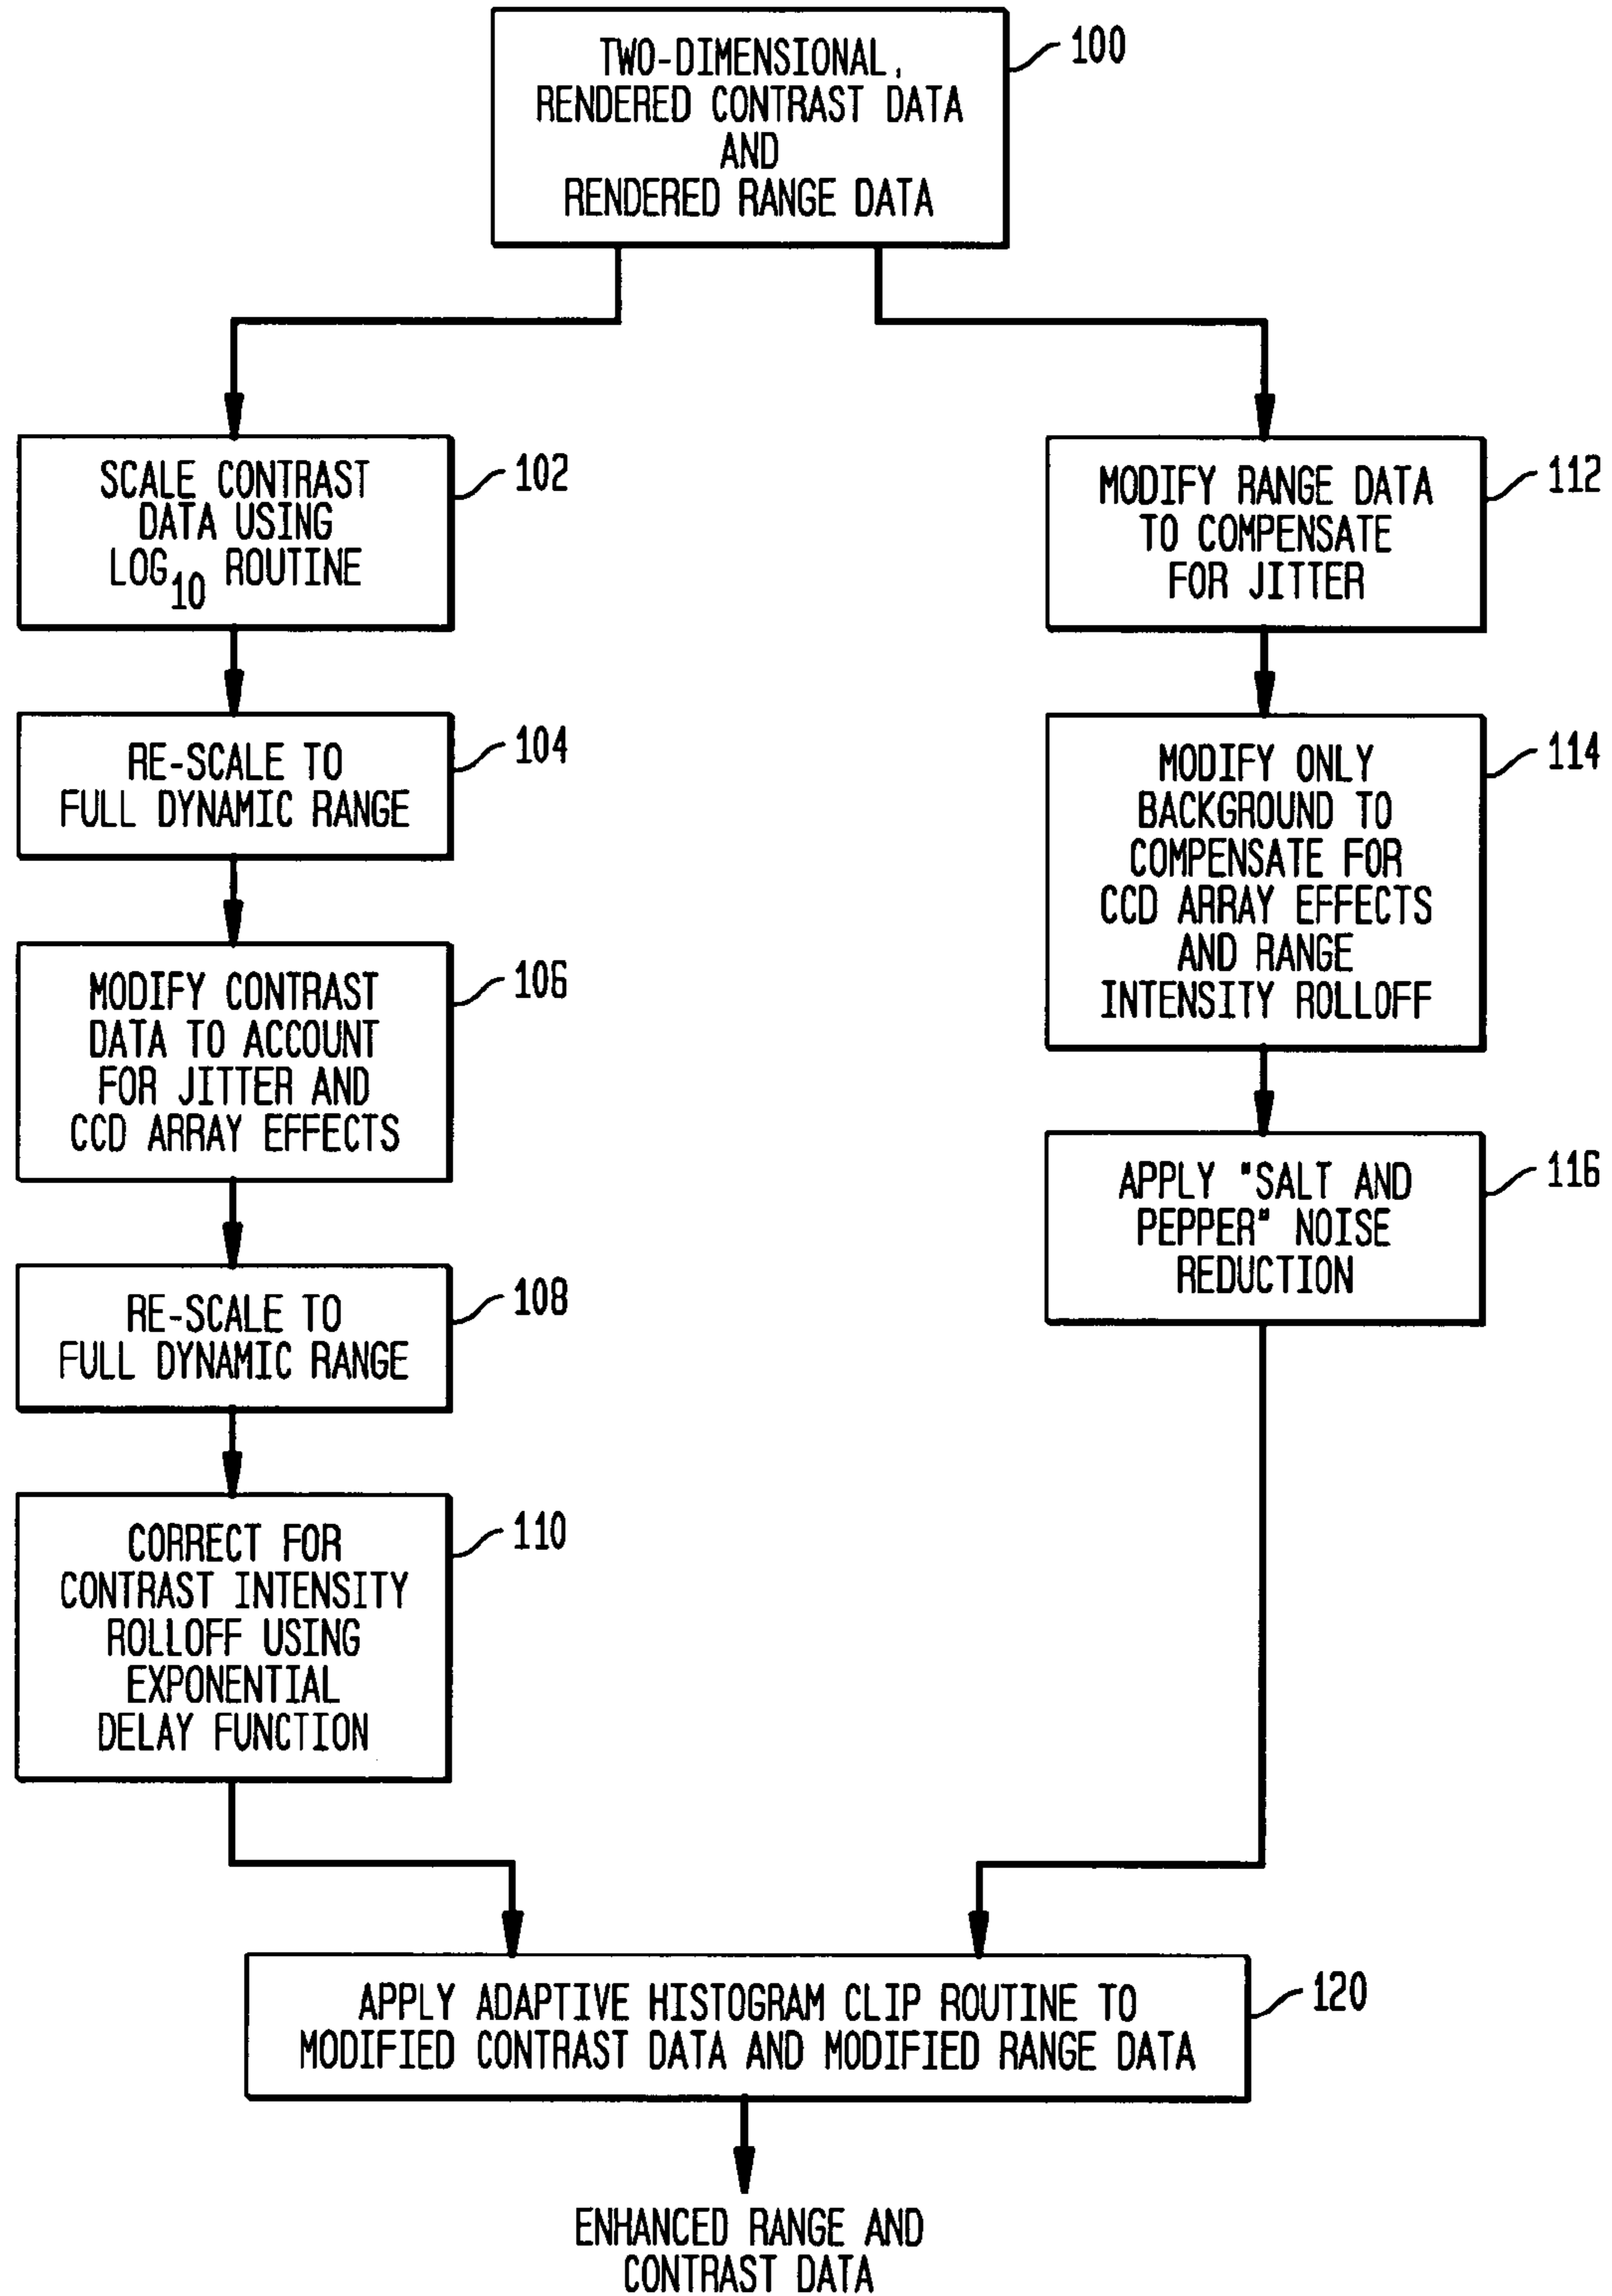 TWO-DIMENSIONAL,
RENDERED CONTRAST DATA
AND
RENDERED RANGE DATA
100
SCALE CONTRAST
DATA USING
LOG10 ROUTINE
102
RE-SCALE TO
FULL DYNAMIC RANGE
104
MODIFY CONTRAST
DATA TO ACCOUNT
FOR JITTER AND
CCD ARRAY EFFECTS
106
RE-SCALE TO
FULL DYNAMIC RANGE
108
CORRECT FOR
CONTRAST INTENSITY
ROLLOFF USING
EXPONENTIAL
DELAY FUNCTION
110
MODIFY RANGE DATA
TO COMPENSATE
FOR JITTER
112
MODIFY ONLY
BACKGROUND TO
COMPENSATE FOR
CCD ARRAY EFFECTS
AND RANGE
INTENSITY ROLLOFF
114
APPLY "SALT AND
PEPPER" NOISE
REDUCTION
116
APPLY ADAPTIVE HISTOGRAM CLIP ROUTINE TO
MODIFIED CONTRAST DATA AND MODIFIED RANGE DATA
120
ENHANCED RANGE AND
CONTRAST DATA